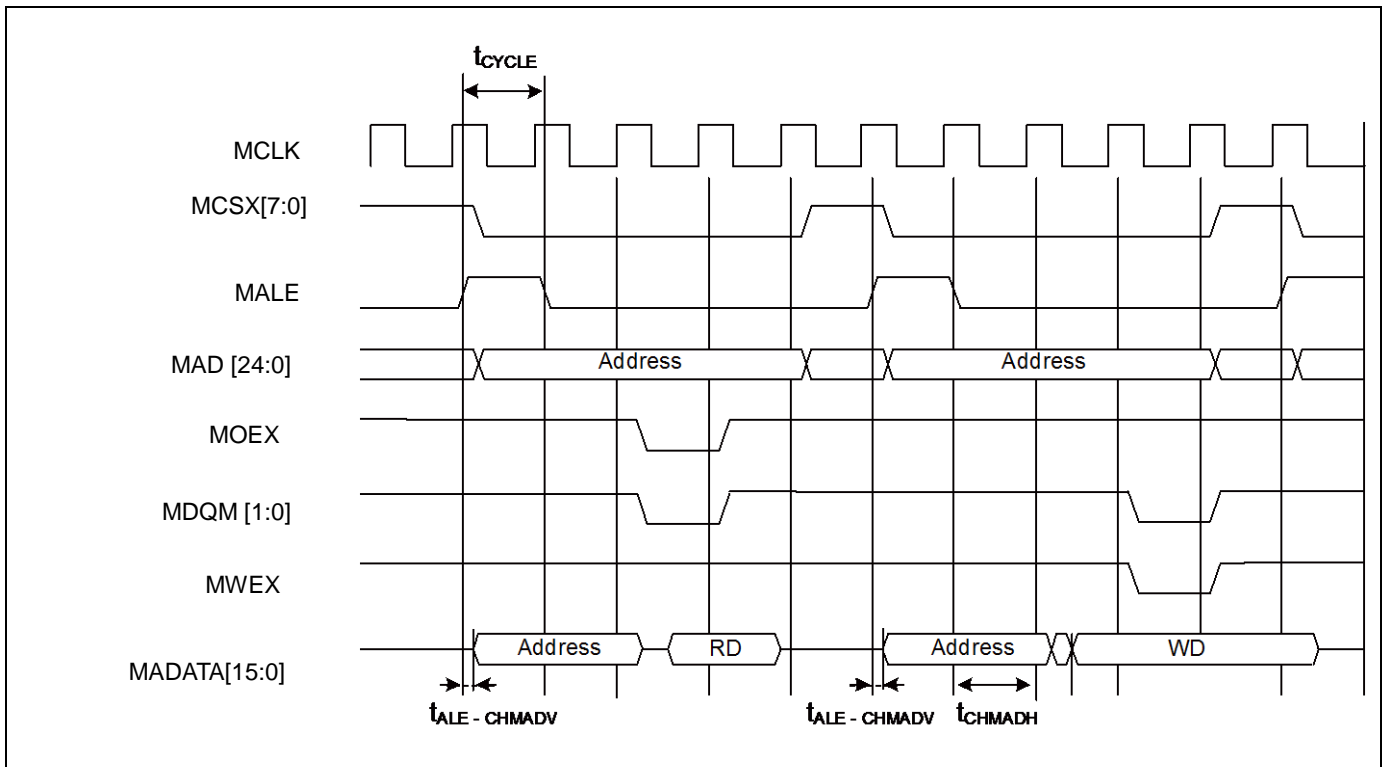 tCYCLE
MCLK
MCSX[7:0]
MALE
MAD [24:0]
Address
Address
MOEX
MDQM [1:0]
MWEX
MADATA[15:0]
Address
RD
Address
WD
tALE - CHMADV
tALE - CHMADV
tCHMADH